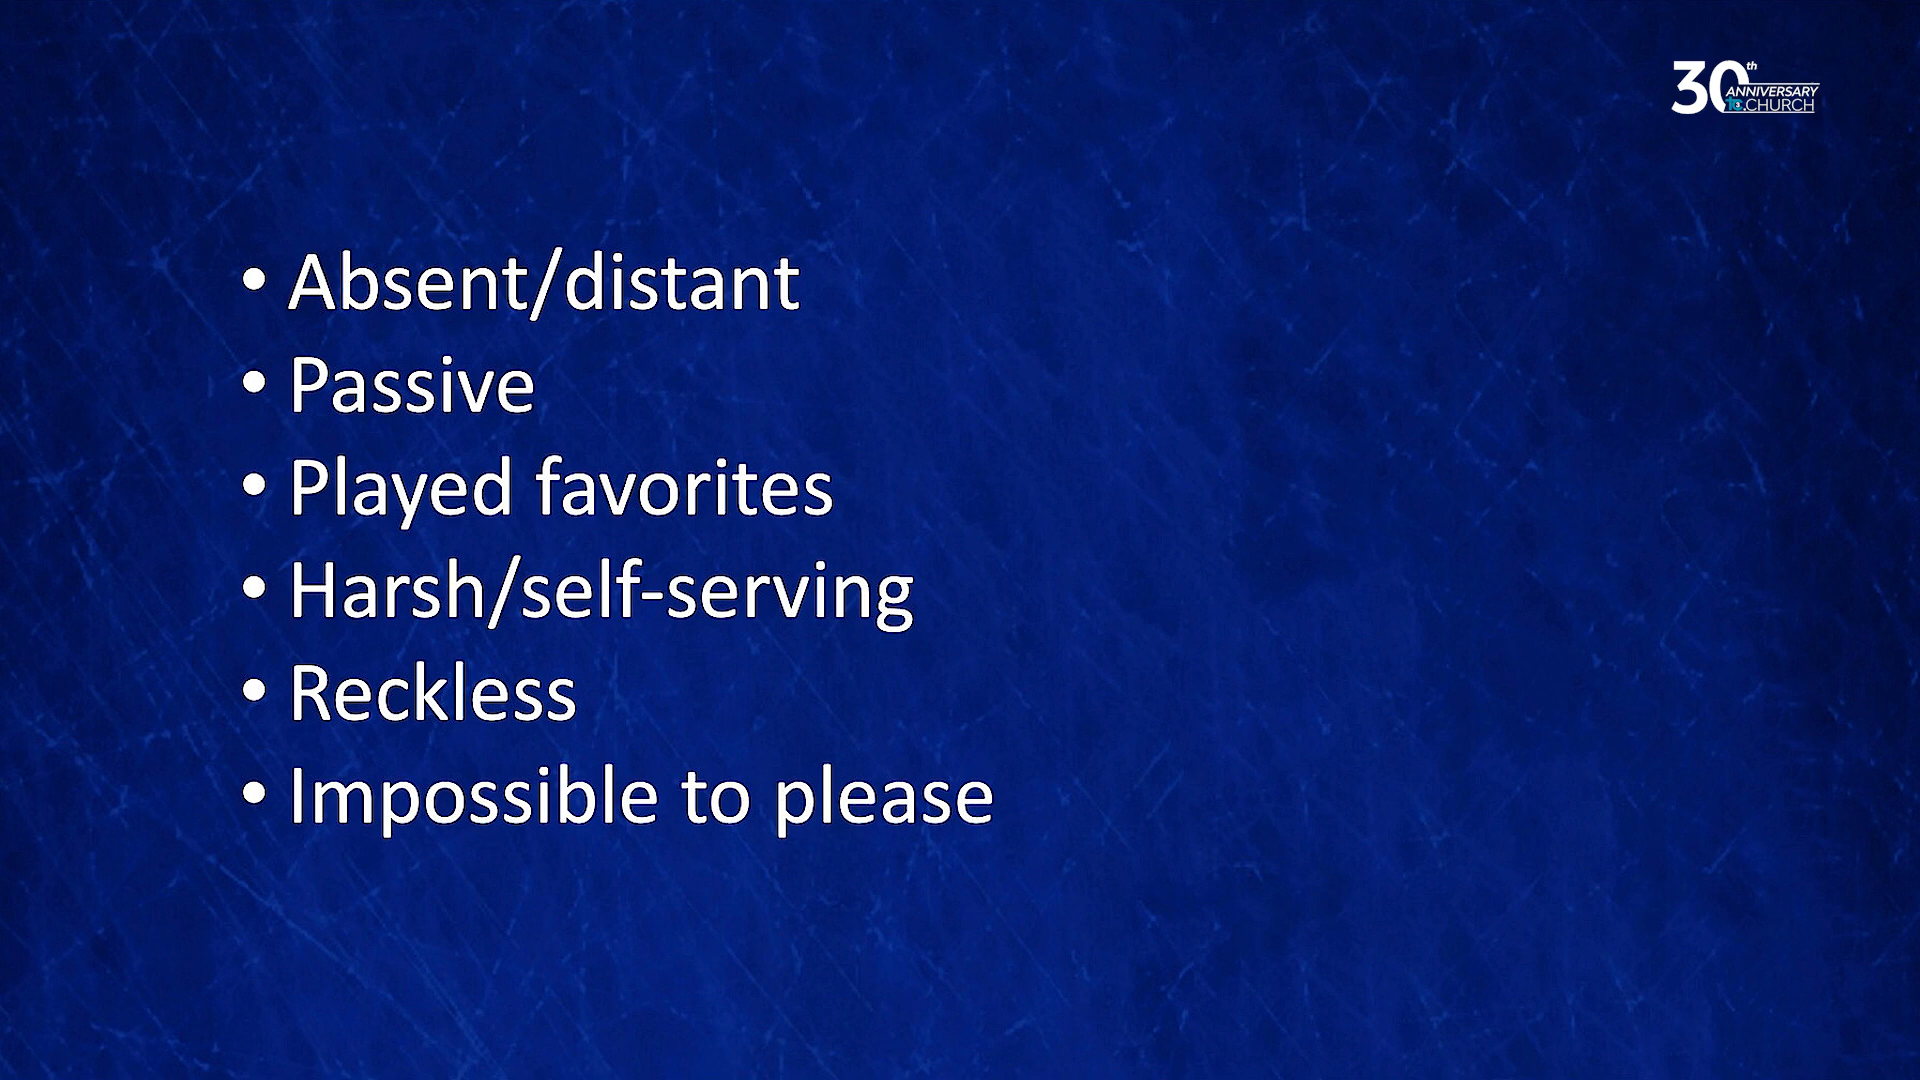 30th
ANNIVERSARY
.CHURCH
• Absent/distant
• Passive
• Played favorites
• Harsh/self-serving
• Reckless
• Impossible to please